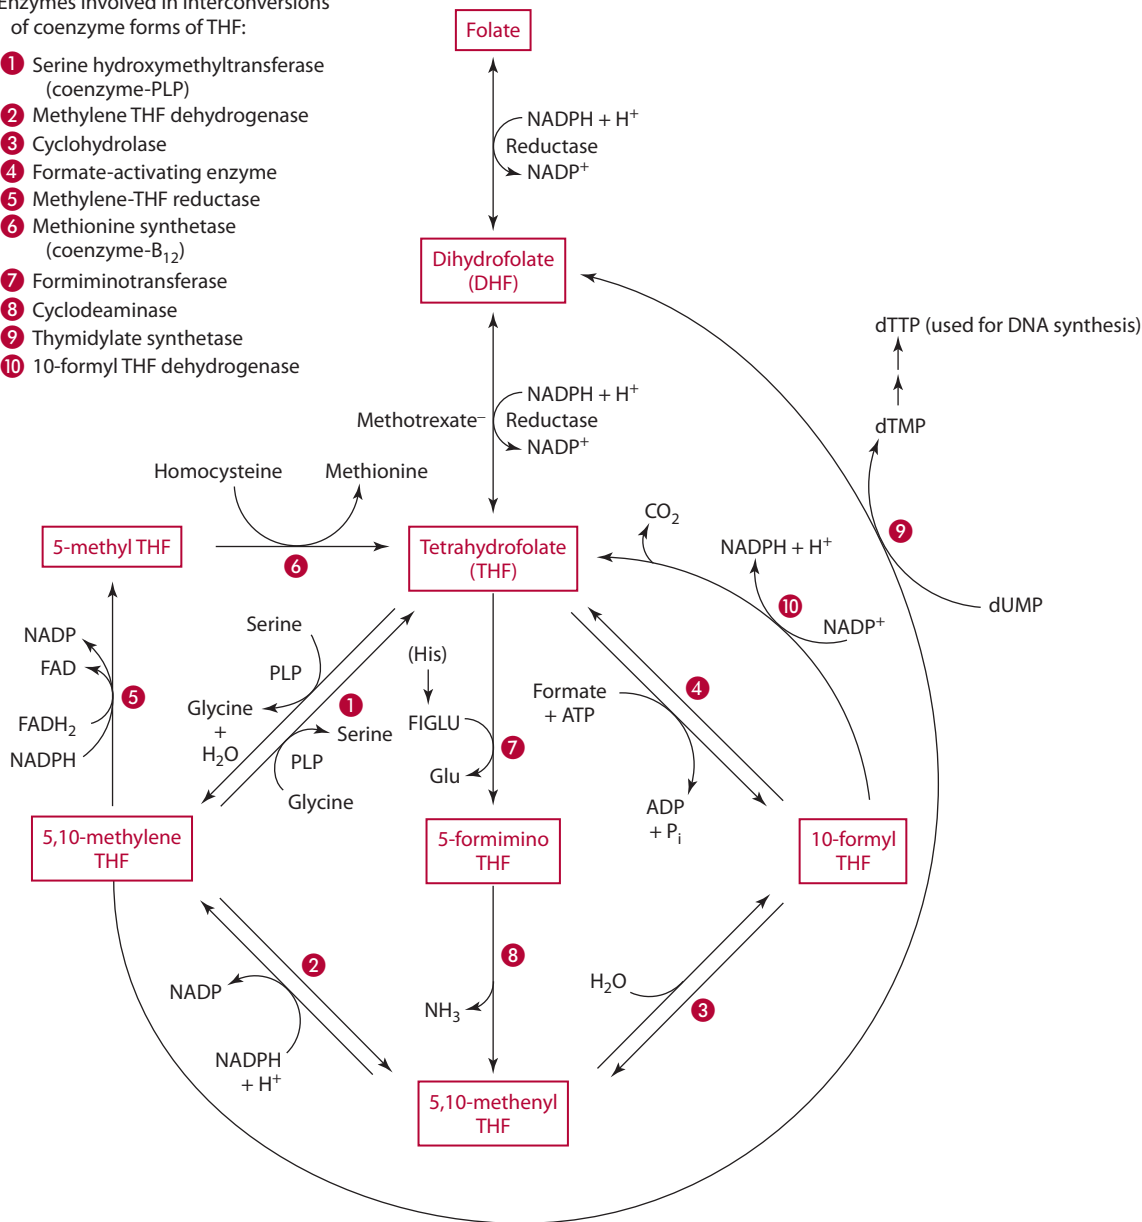 Enzymes involved in interconversions
of coenzyme forms of THF:
1 Serine hydroxymethyltransferase
(coenzyme-PLP)
2 Methylene THF dehydrogenase
3 Cyclohydrolase
4 Formate-activating enzyme
5 Methylene-THF reductase
6 Methionine synthetase
(coenzyme-B₁₂)
7 Formiminotransferase
8 Cyclodeaminase
9 Thymidylate synthetase
10 10-formyl THF dehydrogenase
Folate
NADPH + H⁺
Reductase
NADP⁺
Dihydrofolate
(DHF)
dTTP (used for DNA synthesis)
dTMP
9
dUMP
NADPH + H⁺
Methotrexate⁻
Reductase
NADP⁺
Homocysteine
Methionine
6
5-methyl THF
Tetrahydrofolate
(THF)
CO₂
NADPH + H⁺
10
NADP⁺
NADP
FAD
5
FADH₂
NADPH
Serine
PLP
Glycine
+
H₂O
1
Serine
PLP
Glycine
(His)
FIGLU
7
Glu
Formate
+ ATP
4
ADP
+ Pᵢ
5,10-methylene
THF
5-formimino
THF
10-formyl
THF
2
NADP
NADPH
+ H⁺
8
NH₃
H₂O
3
5,10-methenyl
THF